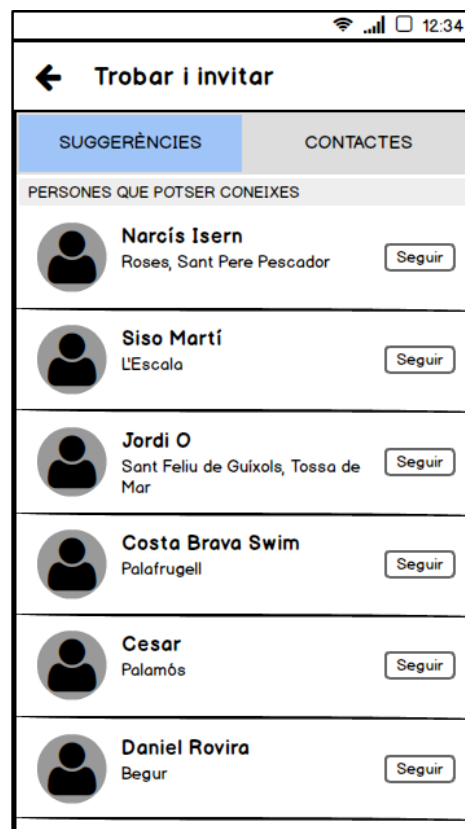 12:34
Trobar i invitar
SUGGERÈNCIES
CONTACTES
PERSONES QUE POTSER CONEIXES
Narcís Isern
Roses, Sant Pere Pescador
Seguir
Siso Martí
L'Escala
Seguir
Jordi O
Sant Feliu de Guíxols, Tossa de
Mar
Seguir
Costa Brava Swim
Palafrugell
Seguir
Cesar
Palamós
Seguir
Daniel Rovira
Begur
Seguir